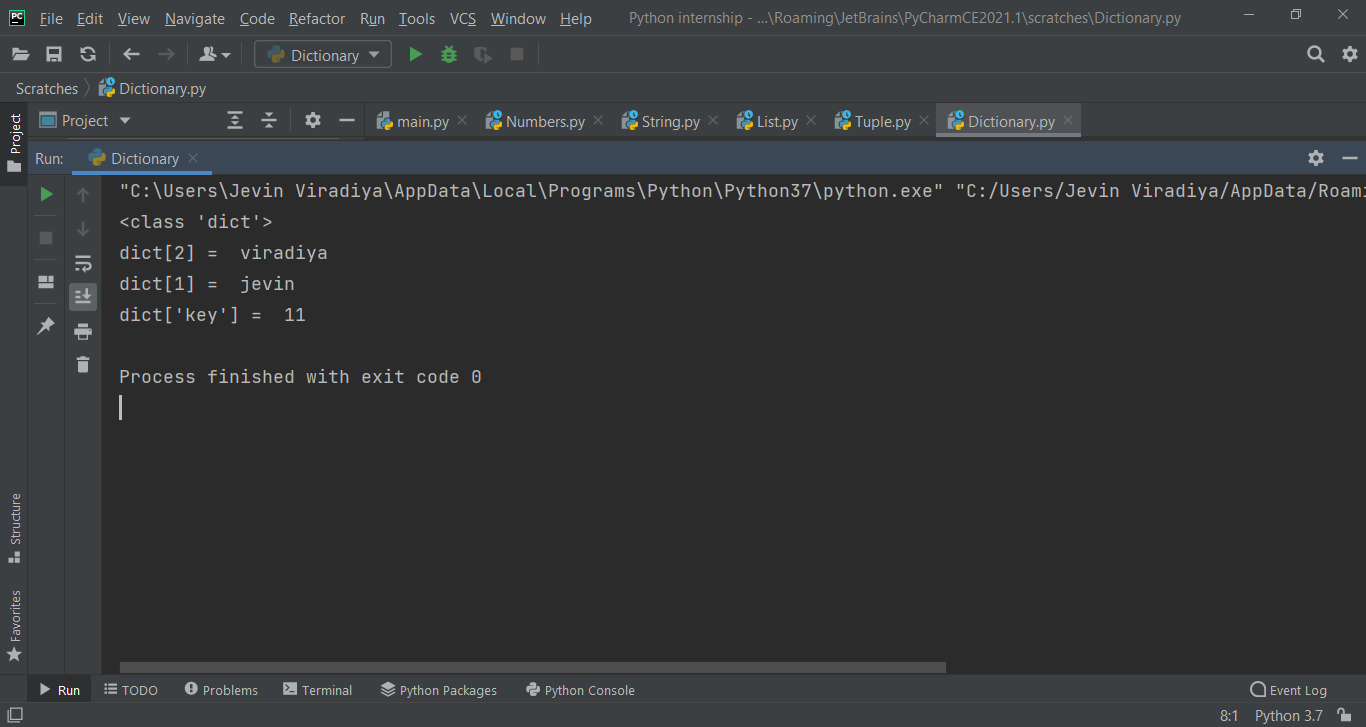 PC File Edit View Navigate Code Refactor Run Tools VCS Window Help Python internship - ...\Roaming\JetBrains\PyCharmCE2021.1\scratches\Dictionary.py
Dictionary
Scratches Dictionary.py
Project main.py Numbers.py String.py List.py Tuple.py Dictionary.py
Project
Run: Dictionary
"C:\Users\Jevin Viradiya\AppData\Local\Programs\Python\Python37\python.exe" "C:/Users/Jevin Viradiya/AppData/Roami
<class 'dict'>
dict[2] =  viradiya
dict[1] =  jevin
dict['key'] =  11
Process finished with exit code 0
Structure
Favorites
Run TODO Problems Terminal Python Packages Python Console Event Log
8:1 Python 3.7